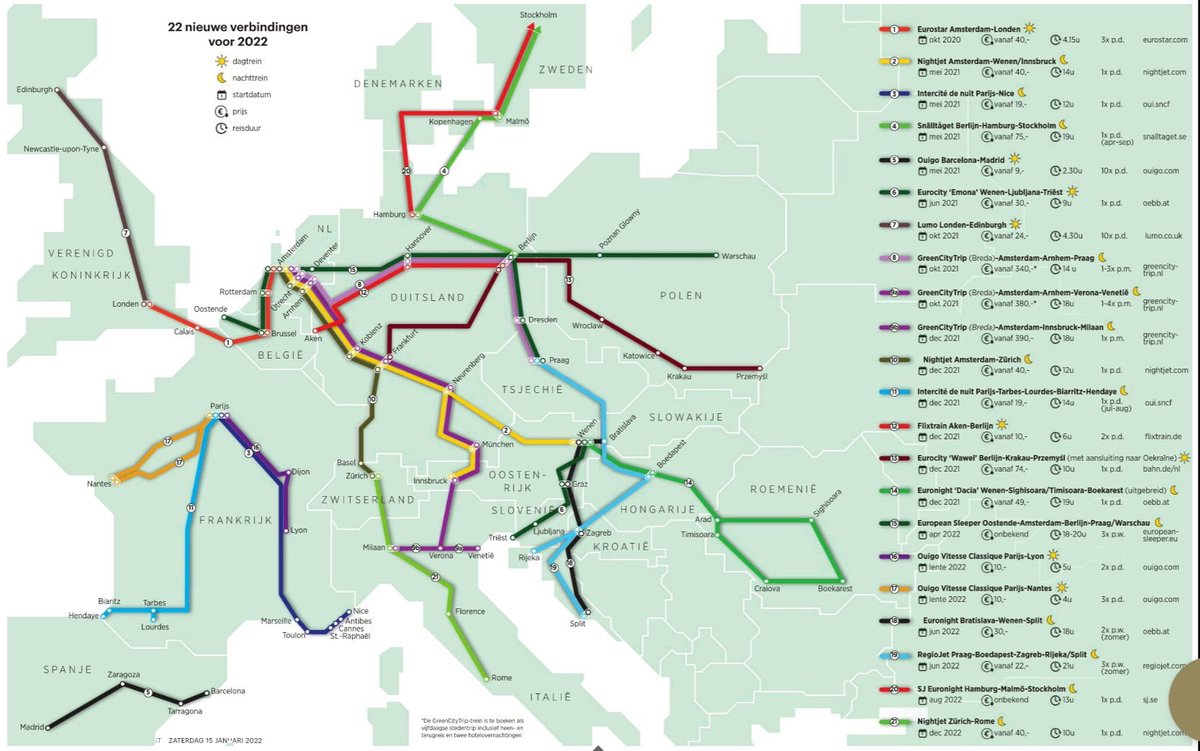 22 nieuwe verbindingen
voor 2022
dagtrein
nachttrein
startdatum
prijs
reisduur
Stockholm
ZWEDEN
DENEMARKEN
Kopenhagen
Malmö
20
4
Hamburg
Edinburgh
Newcastle-upon-Tyne
7
VERENIGD
KONINKRIJK
Londen
Calais
1
Oostende
Rotterdam
Brussel
BELGIË
NL
Amsterdam
Utrecht
Arnhem
Deventer
15
Hannover
8
12
DUITSLAND
Aken
Koblenz
Frankfurt
Berlijn
Poznan Glowny
Warschau
POLEN
13
Wroclaw
Katowice
Krakau
Przemyśl
Dresden
Praag
TSJECHIË
SLOWAKIJE
Neurenberg
2
Wenen
Bratislava
Boedapest
München
Innsbruck
OOSTEN-
RIJK
10
Basel
Zürich
ZWITSERLAND
Graz
SLOVENIË
6
Ljubljana
Triëst
HONGARIJE
Zagreb
KROATIË
Rijeka
19
18
Split
14
ROEMENIË
Arad
Timisoara
Sighisoara
Craiova
Boekarest
Milaan
9b
Verona
9a
Venetië
21
Florence
Rome
ITALIË
Parijs
17
17
Nantes
16
3
Dijon
Lyon
11
FRANKRIJK
Biaritz
Hendaye
Tarbes
Lourdes
Marseille
Toulon
Nice
Antibes
Cannes
St.-Raphaël
SPANJE
Zaragoza
5
Barcelona
Tarragona
Madrid
ZATERDAG 15 JANUARI 2022
*De GreenCityTrip-trein is te boeken als
vijfdaagse stedentrip inclusief heen- en
terugreis en twee hotelovernachtingen
1 Eurostar Amsterdam-Londen
okt 2020 € vanaf 40,- 4.15u 3x p.d. eurostar.com
2 Nightjet Amsterdam-Wenen/Innsbruck
mei 2021 € vanaf 40,- 14u 1x p.d. nightjet.com
3 Intercité de nuit Parijs-Nice
mei 2021 € vanaf 19,- 12u 1x p.d. oui.sncf
4 Snälltåget Berlijn-Hamburg-Stockholm
mei 2021 € vanaf 75,- 19u 1x p.d. snalltaget.se
(apr-sep)
5 Ouigo Barcelona-Madrid
mei 2021 € vanaf 9,- 2.30u 10x p.d. ouigo.com
6 Eurocity 'Emona' Wenen-Ljubljana-Triëst
jun 2021 € vanaf 30,- 9u 1x p.d. oebb.at
7 Lumo Londen-Edinburgh
okt 2021 € vanaf 24,- 4.30u 10x p.d. lumo.co.uk
8 GreenCityTrip (Breda)-Amsterdam-Arnhem-Praag
okt 2021 € vanaf 340,-* 14 u 1-3x p.m. greencity-
trip.nl
9a GreenCityTrip (Breda)-Amsterdam-Arnhem-Verona-Venetië
okt 2021 € vanaf 380,-* 18u 1-4x p.m. greencity-
trip.nl
9b GreenCityTrip (Breda)-Amsterdam-Innsbruck-Milaan
dec 2021 € vanaf 390,- 18u 1x p.m. greencity-
trip.nl
10 Nightjet Amsterdam-Zürich
dec 2021 € vanaf 40,- 12u 1x p.d. nightjet.com
11 Intercité de nuit Parijs-Tarbes-Lourdes-Biarritz-Hendaye
dec 2021 € vanaf 19,- 14u 1x p.d. oui.sncf
(jul-aug)
12 Flixtrain Aken-Berlijn
dec 2021 € vanaf 10,- 6u 2x p.d. flixtrain.de
13 Eurocity 'Wawel' Berlijn-Krakau-Przemyśl (met aansluiting naar Oekraïne)
dec 2021 € vanaf 74,- 10u 1x p.d. bahn.de/nl
14 Euronight 'Dacia' Wenen-Sighisoara/Timisoara-Boekarest (uitgebreid)
dec 2021 € vanaf 49,- 19u 1x p.d. oebb.at
15 European Sleeper Oostende-Amsterdam-Berlijn-Praag/Warschau
apr 2022 € onbekend 18-20u 3x p.w. european-
sleeper.eu
16 Ouigo Vitesse Classique Parijs-Lyon
lente 2022 € 10,- 5u 2x p.d. ouigo.com
17 Ouigo Vitesse Classique Parijs-Nantes
lente 2022 € 10,- 4u 3x p.d. ouigo.com
18 Euronight Bratislava-Wenen-Split
jun 2022 € 30,- 18u 2x p.w. oebb.at
(zomer)
19 RegioJet Praag-Boedapest-Zagreb-Rijeka/Split
jun 2022 € vanaf 22,- 21u 3x p.w. regiojet.com
(zomer)
20 SJ Euronight Hamburg-Malmö-Stockholm
aug 2022 € onbekend 13u 1x p.d. sj.se
21 Nightjet Zürich-Rome
dec 2022 € vanaf 40,- 10u 1x p.d. nightjet.com